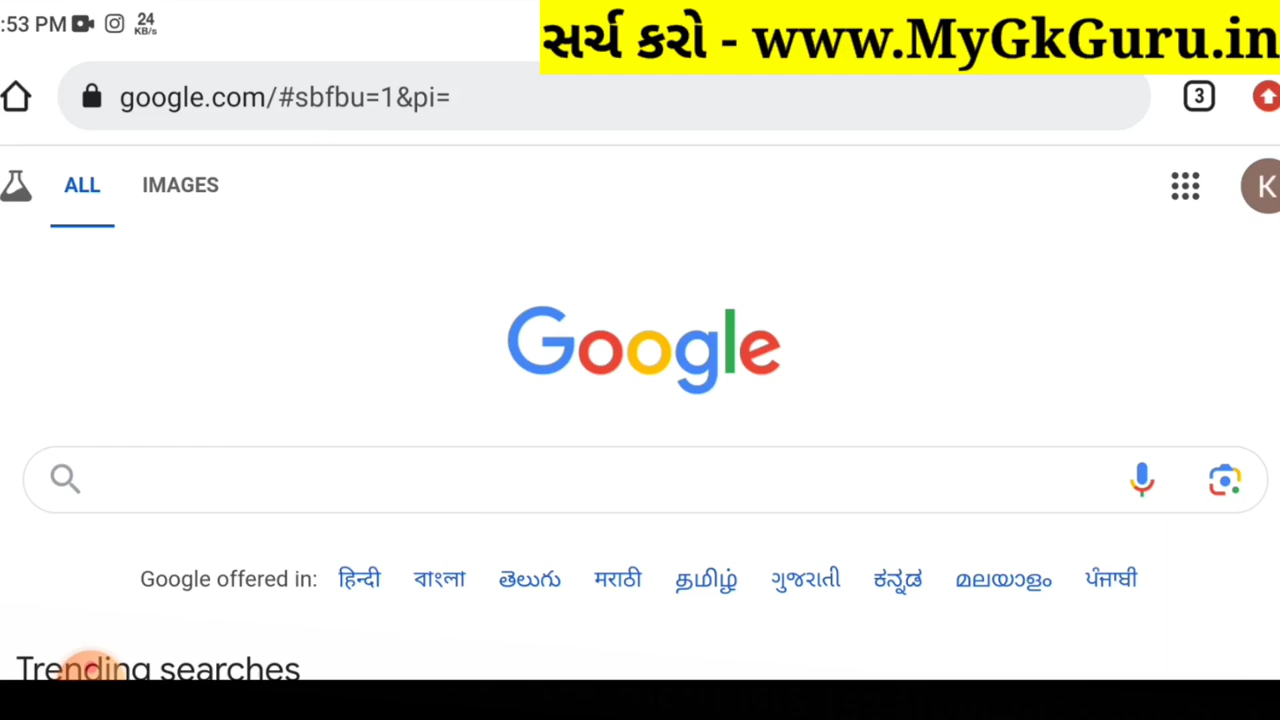 :53 PM 24 KB/s
સર્ચ કરો - www.MyGkGuru.in
google.com/#sbfbu=1&pi=
3
ALL IMAGES
K
Google
Google offered in: हिन्दी বাংলা తెలుగు मराठी தமிழ் ગુજરાતી ಕನ್ನಡ മലയാളം ਪੰਜਾਬੀ
Trending searches